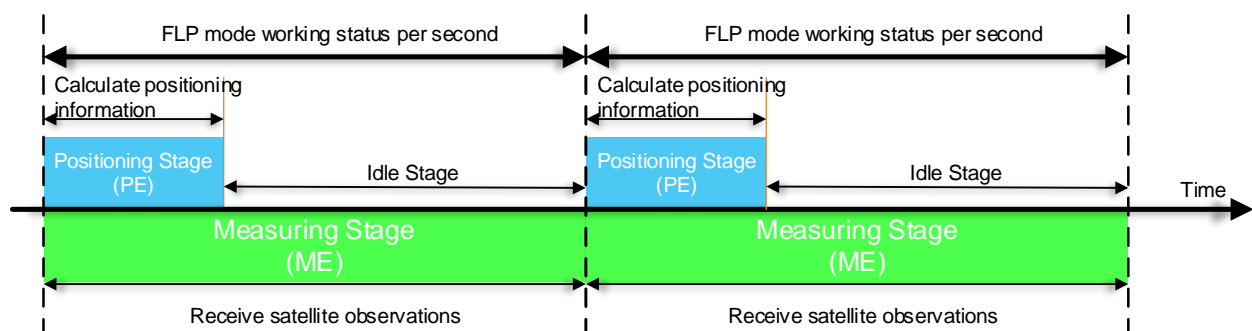 FLP mode working status per second
FLP mode working status per second
Calculate positioning
information
Calculate positioning
information
Positioning Stage
(PE)
Idle Stage
Positioning Stage
(PE)
Idle Stage
Time
Measuring Stage
(ME)
Measuring Stage
(ME)
Receive satellite observations
Receive satellite observations